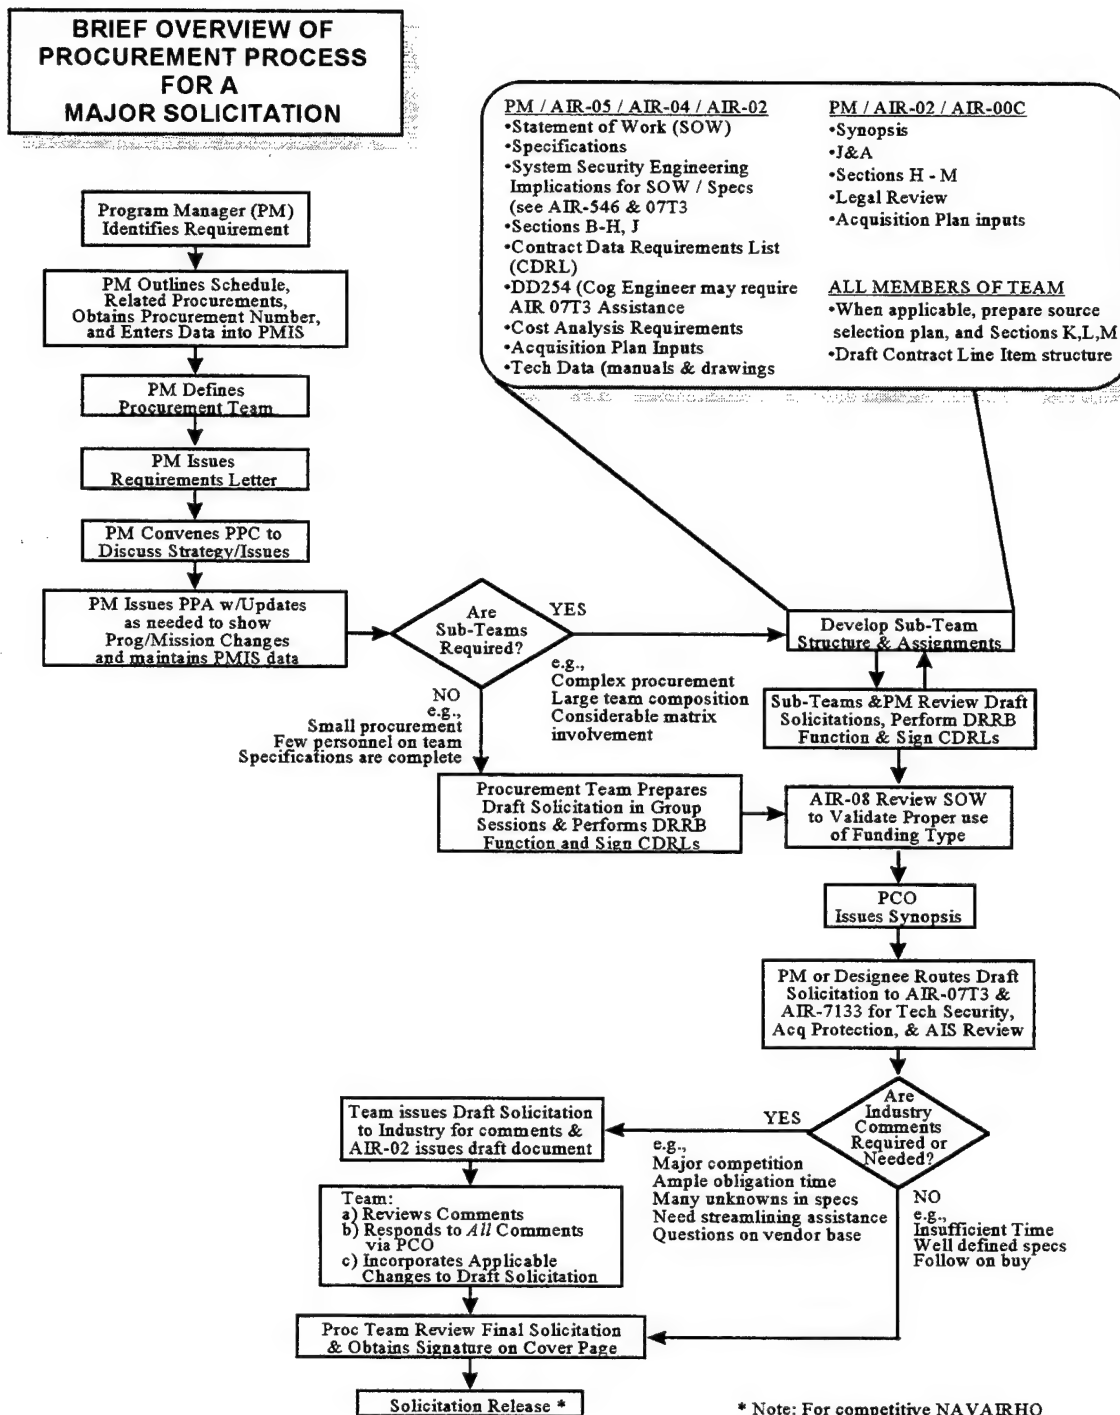 BRIEF OVERVIEW OF
PROCUREMENT PROCESS
FOR A
MAJOR SOLICITATION
PM / AIR-05 / AIR-04 / AIR-02
•Statement of Work (SOW)
•Specifications
•System Security Engineering
Implications for SOW / Specs
(see AIR-546 & 07T3
•Sections B-H, J
•Contract Data Requirements List
(CDRL)
•DD254 (Cog Engineer may require
AIR 07T3 Assistance
•Cost Analysis Requirements
•Acquisition Plan Inputs
•Tech Data (manuals & drawings
PM / AIR-02 / AIR-00C
•Synopsis
•J&A
•Sections H - M
•Legal Review
•Acquisition Plan inputs
ALL MEMBERS OF TEAM
•When applicable, prepare source
selection plan, and Sections K,L,M
•Draft Contract Line Item structure
Program Manager (PM)
Identifies Requirement
PM Outlines Schedule,
Related Procurements,
Obtains Procurement Number,
and Enters Data into PMIS
PM Defines
Procurement Team
PM Issues
Requirements Letter
PM Convenes PPC to
Discuss Strategy/Issues
PM Issues PPA w/Updates
as needed to show
Prog/Mission Changes
and maintains PMIS data
Are
Sub-Teams
Required?
YES
e.g.,
Complex procurement
Large team composition
Considerable matrix
involvement
NO
e.g.,
Small procurement
Few personnel on team
Specifications are complete
Develop Sub-Team
Structure & Assignments
Sub-Teams &PM Review Draft
Solicitations, Perform DRRB
Function & Sign CDRLs
Procurement Team Prepares
Draft Solicitation in Group
Sessions & Performs DRRB
Function and Sign CDRLs
AIR-08 Review SOW
to Validate Proper use
of Funding Type
PCO
Issues Synopsis
PM or Designee Routes Draft
Solicitation to AIR-07T3 &
AIR-7133 for Tech Security,
Acq Protection, & AIS Review
Are
Industry
Comments
Required or
Needed?
YES
e.g.,
Major competition
Ample obligation time
Many unknowns in specs
Need streamlining assistance
Questions on vendor base
NO
e.g.,
Insufficient Time
Well defined specs
Follow on buy
Team issues Draft Solicitation
to Industry for comments &
AIR-02 issues draft document
Team:
a) Reviews Comments
b) Responds to All Comments
via PCO
c) Incorporates Applicable
Changes to Draft Solicitation
Proc Team Review Final Solicitation
& Obtains Signature on Cover Page
Solicitation Release *
* Note: For competitive NAVAIRHQ